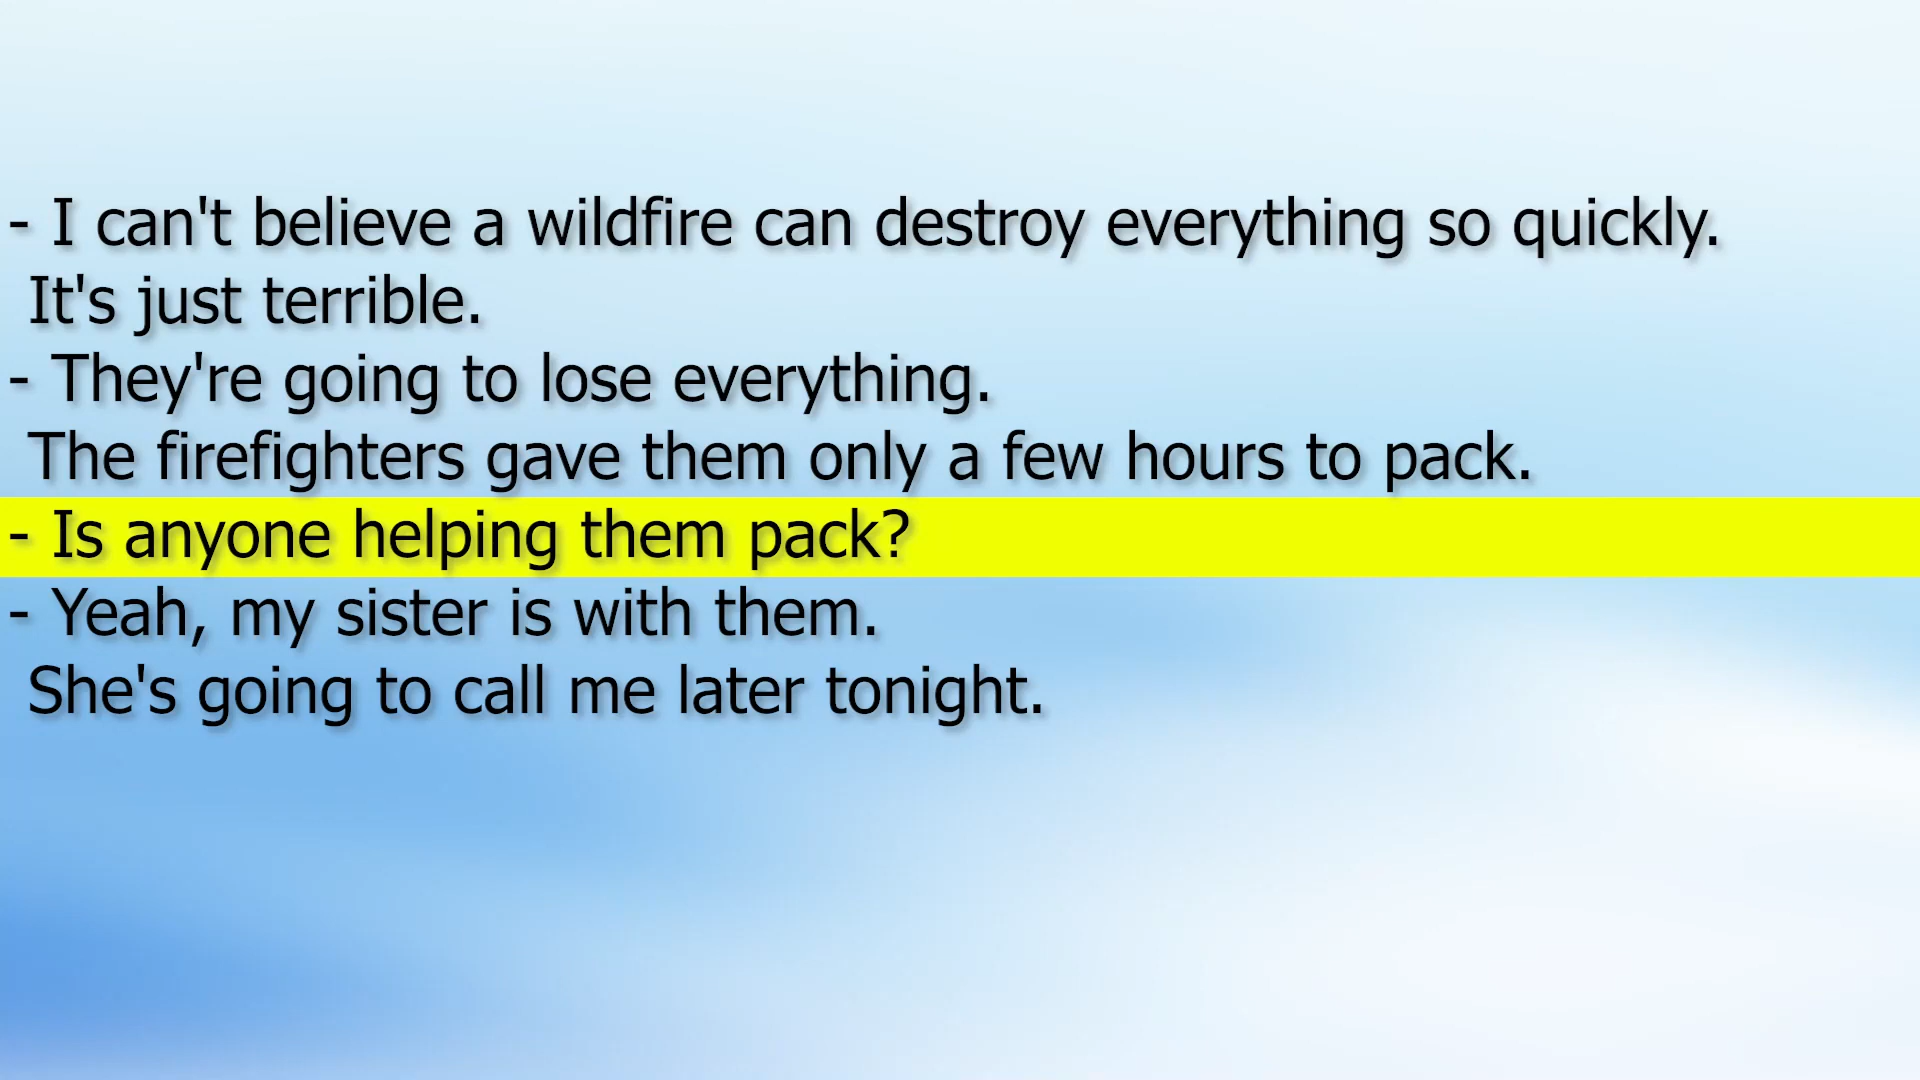 - I can't believe a wildfire can destroy everything so quickly.
It's just terrible.
- They're going to lose everything.
The firefighters gave them only a few hours to pack.
- Is anyone helping them pack?
- Yeah, my sister is with them.
She's going to call me later tonight.